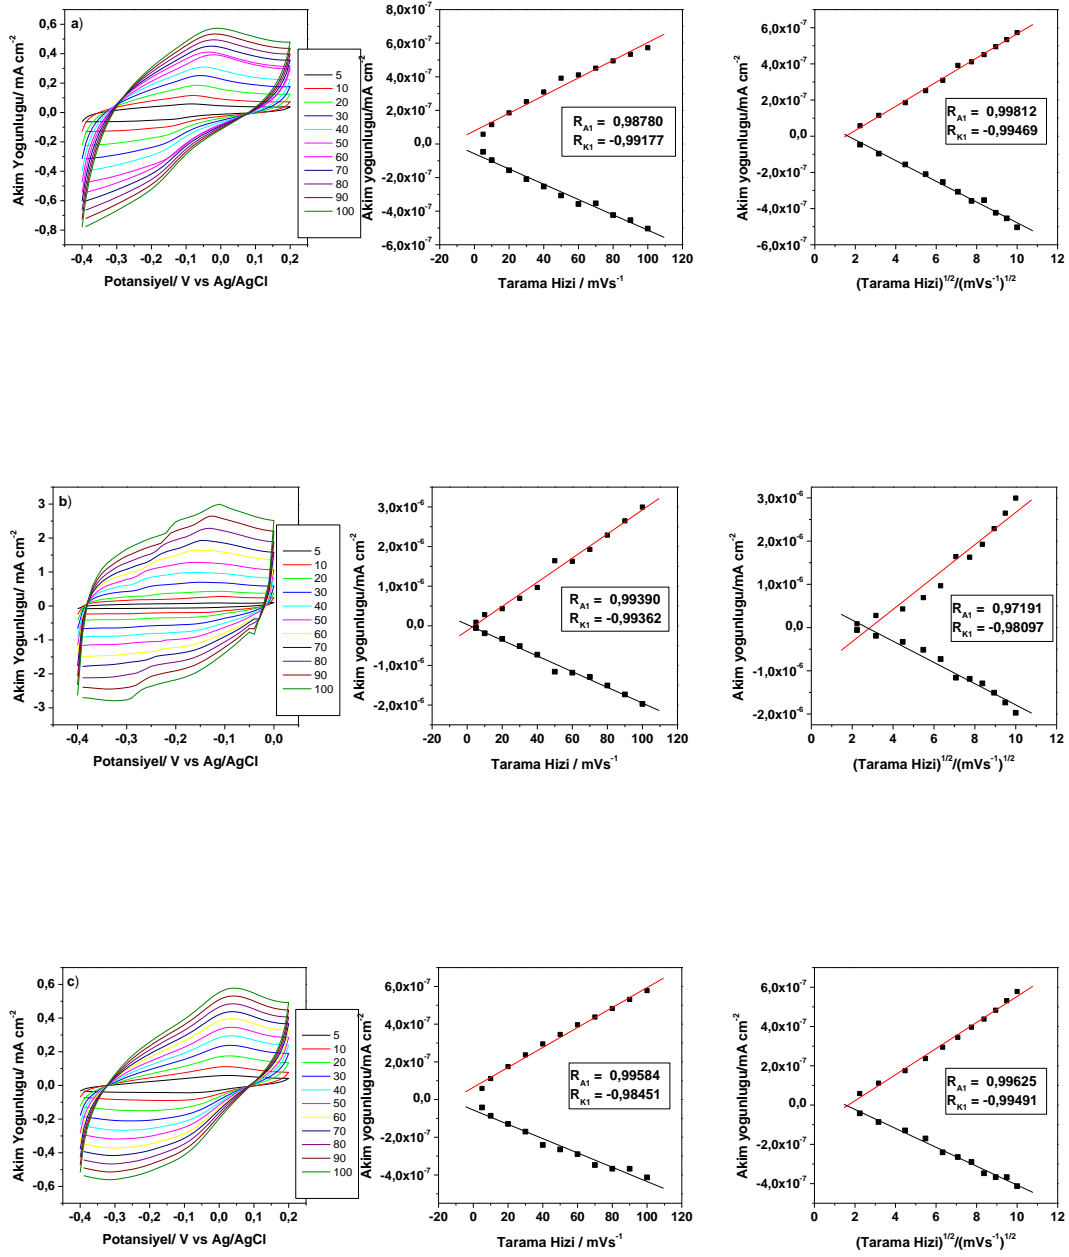 a)
0,6
0,4
0,2
0,0
-0,2
-0,4
-0,6
-0,8
-0,4 -0,3 -0,2 -0,1 0,0 0,1 0,2
Akim Yogunlugu/ mA cm-2
Potansiyel/ V vs Ag/AgCl
5
10
20
30
40
50
60
70
80
90
100
8,0x10-7
6,0x10-7
4,0x10-7
2,0x10-7
0,0
-2,0x10-7
-4,0x10-7
-6,0x10-7
-20 0 20 40 60 80 100 120
Akim yogunlugu/mA cm-2
Tarama Hizi / mVs-1
RA1 = 0,98780
RK1 = -0,99177
6,0x10-7
4,0x10-7
2,0x10-7
0,0
-2,0x10-7
-4,0x10-7
-6,0x10-7
0 2 4 6 8 10 12
Akim yogunlugu/mA cm-2
(Tarama Hizi)1/2/(mVs-1)1/2
RA1 = 0,99812
RK1 = -0,99469
b)
3
2
1
0
-1
-2
-3
-0,4 -0,3 -0,2 -0,1 0,0
Akim Yogunlugu/ mA cm-2
Potansiyel/ V vs Ag/AgCl
5
10
20
30
40
50
60
70
80
90
100
3,0x10-6
2,0x10-6
1,0x10-6
0,0
-1,0x10-6
-2,0x10-6
-20 0 20 40 60 80 100 120
Akim yogunlugu/mA cm-2
Tarama Hizi / mVs-1
RA1 = 0,99390
RK1 = -0,99362
3,0x10-6
2,0x10-6
1,0x10-6
0,0
-1,0x10-6
-2,0x10-6
0 2 4 6 8 10 12
Akim yogunlugu/mA cm-2
(Tarama Hizi)1/2/(mVs-1)1/2
RA1 = 0,97191
RK1 = -0,98097
c)
0,6
0,4
0,2
0,0
-0,2
-0,4
-0,6
-0,4 -0,3 -0,2 -0,1 0,0 0,1 0,2
Akim Yogunlugu/ mA cm-2
Potansiyel/ V vs Ag/AgCl
5
10
20
30
40
50
60
70
80
90
100
6,0x10-7
4,0x10-7
2,0x10-7
0,0
-2,0x10-7
-4,0x10-7
-20 0 20 40 60 80 100 120
Akim yogunlugu/mA cm-2
Tarama Hizi / mVs-1
RA1 = 0,99584
RK1 = -0,98451
6,0x10-7
4,0x10-7
2,0x10-7
0,0
-2,0x10-7
-4,0x10-7
0 2 4 6 8 10 12
Akim yogunlugu/mA cm-2
(Tarama Hizi)1/2/(mVs-1)1/2
RA1 = 0,99625
RK1 = -0,99491